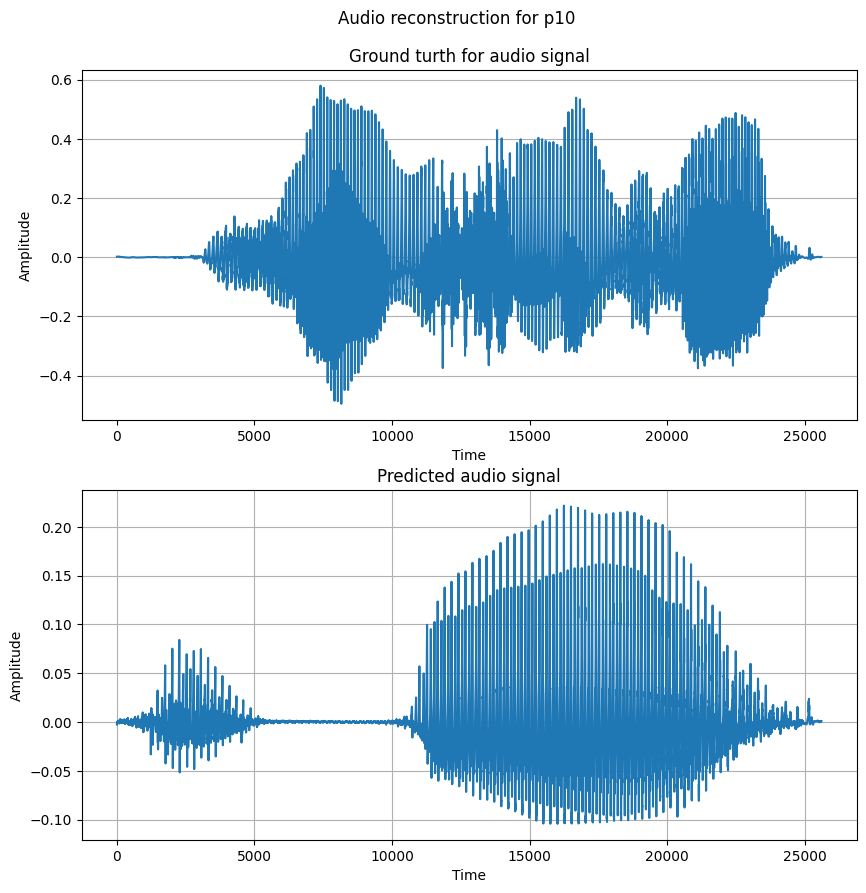 Audio reconstruction for p10
Ground turth for audio signal
0.6
0.4
0.2
0.0
−0.2
−0.4
Amplitude
0 5000 10000 15000 20000 25000
Time
Predicted audio signal
0.20
0.15
0.10
0.05
0.00
−0.05
−0.10
Amplitude
0 5000 10000 15000 20000 25000
Time